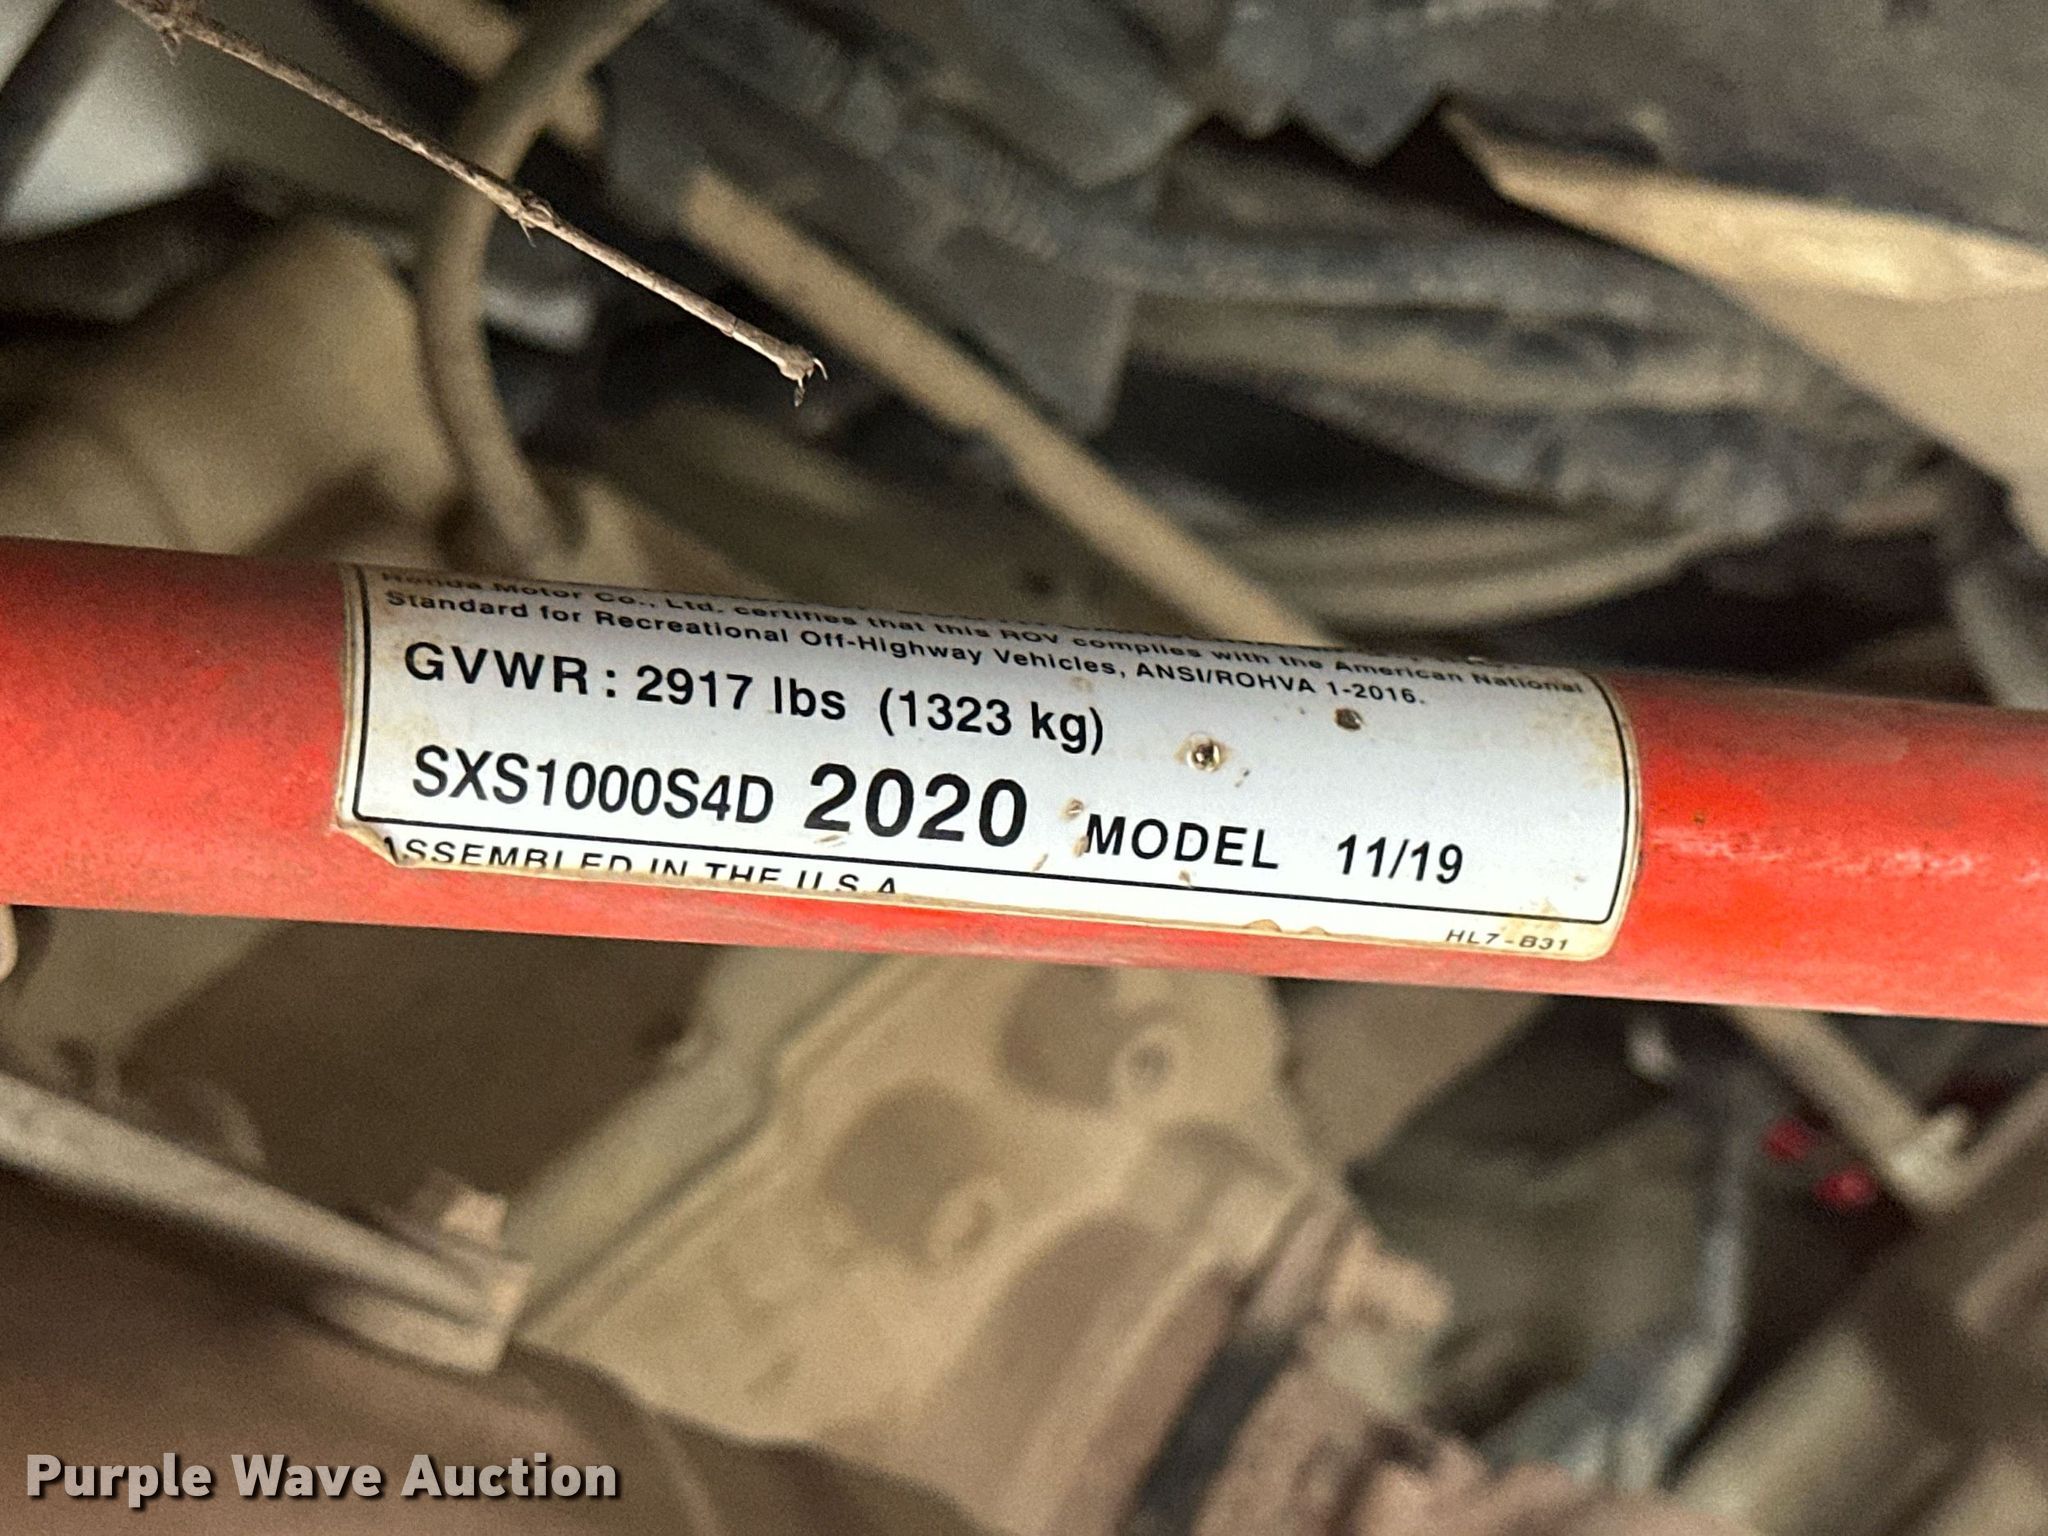 Honda Motor Co., Ltd. certifies that this ROV complies with the American National
Standard for Recreational Off-Highway Vehicles, ANSI/ROHVA 1-2016.
GVWR: 2917 lbs (1323 kg)
SXS1000S4D 2020 MODEL 11/19
ASSEMBLED IN THE U.S.A.
HL7-B31
Purple Wave Auction